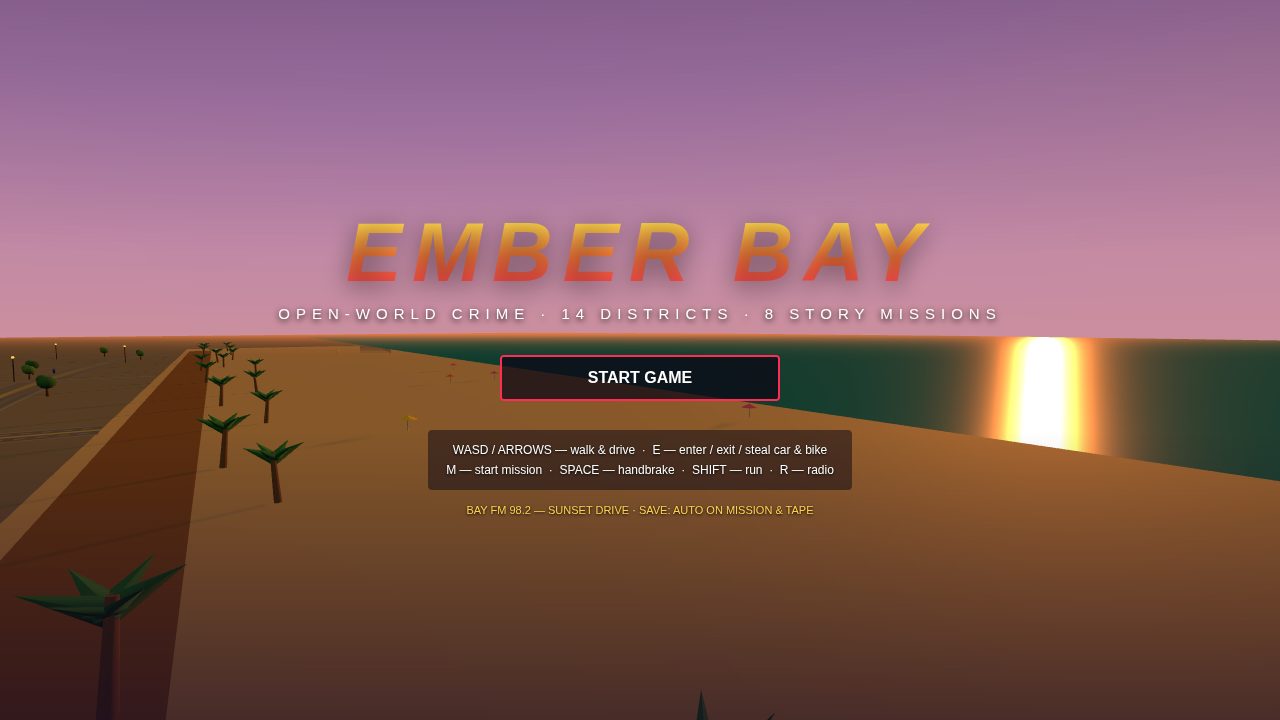 EMBER BAY
OPEN-WORLD CRIME · 14 DISTRICTS · 8 STORY MISSIONS
START GAME
WASD / ARROWS — walk & drive · E — enter / exit / steal car & bike
M — start mission · SPACE — handbrake · SHIFT — run · R — radio
BAY FM 98.2 — SUNSET DRIVE · SAVE: AUTO ON MISSION & TAPE